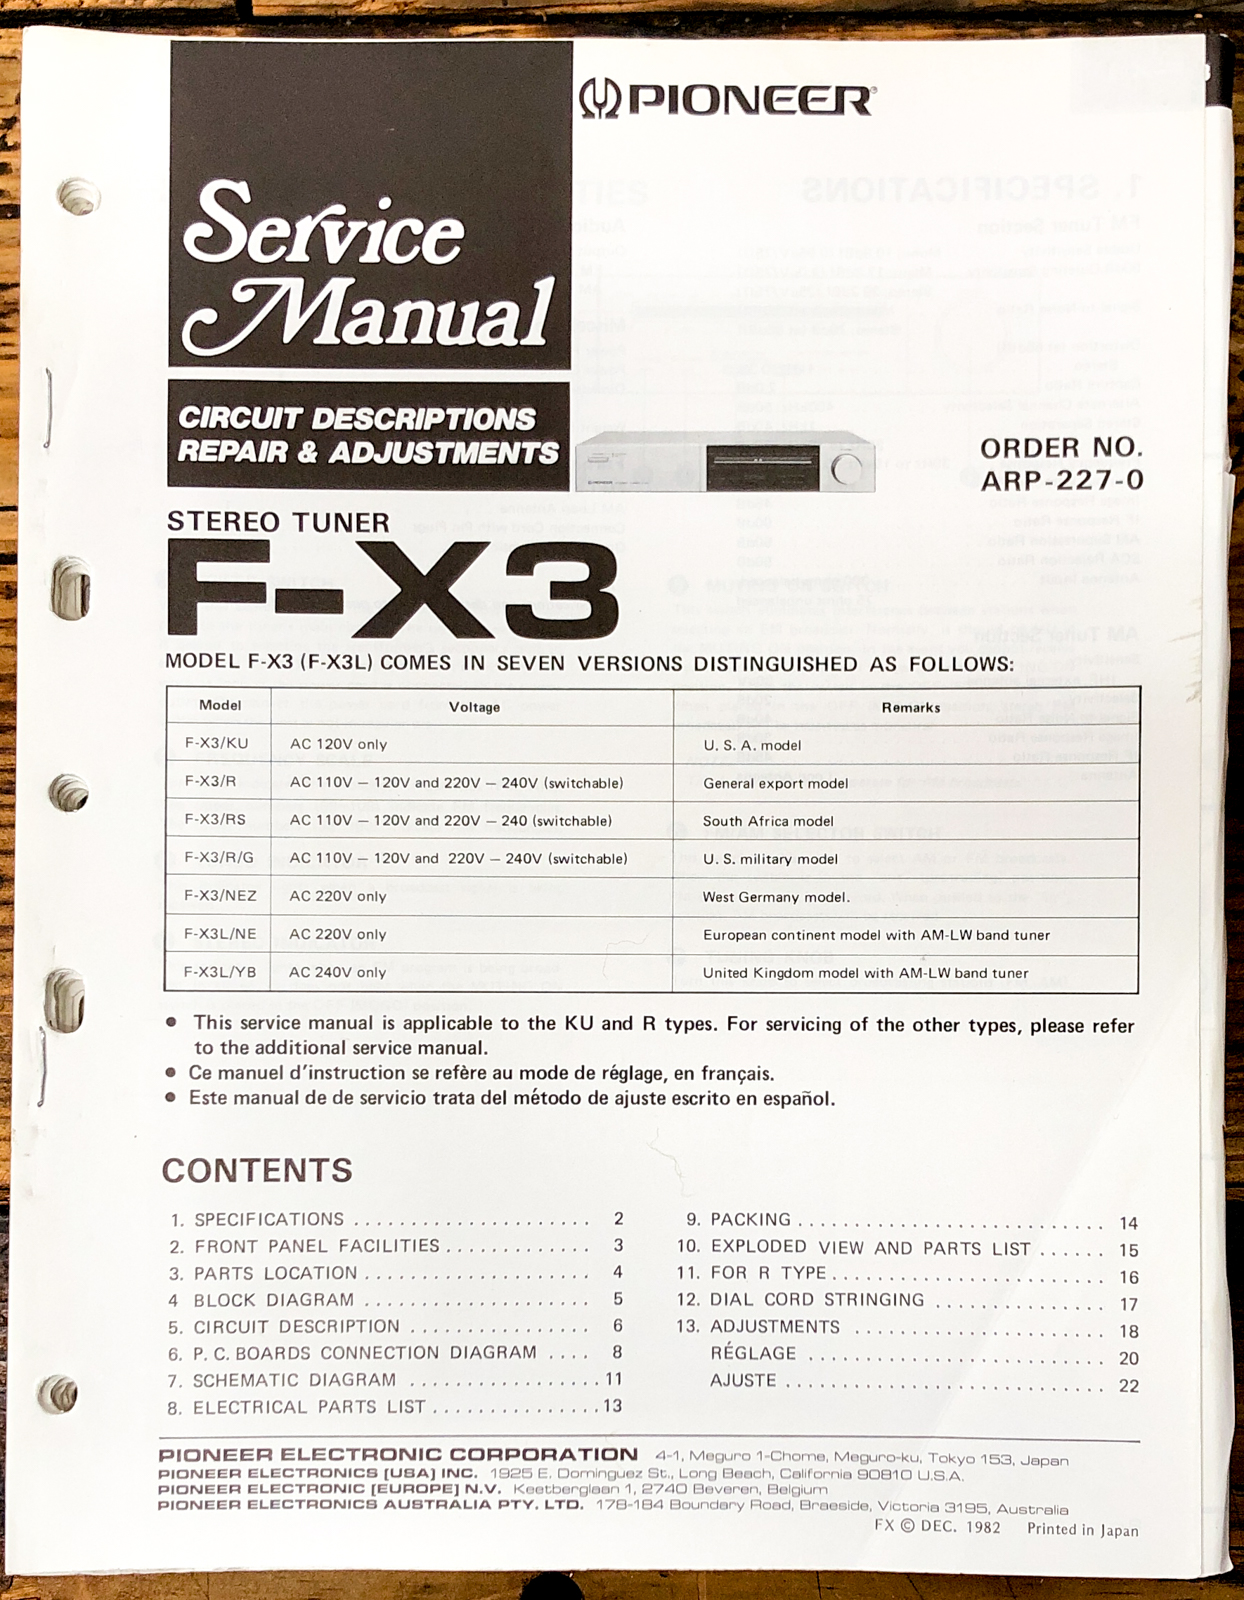 PIONEER®
Service
Manual
CIRCUIT DESCRIPTIONS
REPAIR & ADJUSTMENTS
ORDER NO.
ARP-227-0
STEREO TUNER
F-X3
MODEL F-X3 (F-X3L) COMES IN SEVEN VERSIONS DISTINGUISHED AS FOLLOWS:
Model Voltage Remarks
F-X3/KU AC 120V only U. S. A. model
F-X3/R AC 110V – 120V and 220V – 240V (switchable) General export model
F-X3/RS AC 110V – 120V and 220V – 240 (switchable) South Africa model
F-X3/R/G AC 110V – 120V and 220V – 240V (switchable) U. S. military model
F-X3/NEZ AC 220V only West Germany model.
F-X3L/NE AC 220V only European continent model with AM-LW band tuner
F-X3L/YB AC 240V only United Kingdom model with AM-LW band tuner
● This service manual is applicable to the KU and R types. For servicing of the other types, please refer
to the additional service manual.
● Ce manuel d'instruction se refère au mode de réglage, en français.
● Este manual de de servicio trata del método de ajuste escrito en español.
CONTENTS
1. SPECIFICATIONS . . . . . . . . . . . . . . . . . . . . . 2
2. FRONT PANEL FACILITIES . . . . . . . . . . . . . 3
3. PARTS LOCATION . . . . . . . . . . . . . . . . . . . . 4
4 BLOCK DIAGRAM . . . . . . . . . . . . . . . . . . . . 5
5. CIRCUIT DESCRIPTION . . . . . . . . . . . . . . . . 6
6. P. C. BOARDS CONNECTION DIAGRAM . . . . 8
7. SCHEMATIC DIAGRAM . . . . . . . . . . . . . . . . . 11
8. ELECTRICAL PARTS LIST . . . . . . . . . . . . . . . 13
9. PACKING . . . . . . . . . . . . . . . . . . . . . . . . . . 14
10. EXPLODED VIEW AND PARTS LIST . . . . . . 15
11. FOR R TYPE . . . . . . . . . . . . . . . . . . . . . . . . 16
12. DIAL CORD STRINGING . . . . . . . . . . . . . . . 17
13. ADJUSTMENTS . . . . . . . . . . . . . . . . . . . . . . 18
RÉGLAGE . . . . . . . . . . . . . . . . . . . . . . . . . . 20
AJUSTE . . . . . . . . . . . . . . . . . . . . . . . . . . . . 22
PIONEER ELECTRONIC CORPORATION 4-1, Meguro 1-Chome, Meguro-ku, Tokyo 153, Japan
PIONEER ELECTRONICS [USA] INC. 1925 E. Dominguez St., Long Beach, California 90810 U.S.A.
PIONEER ELECTRONIC [EUROPE] N.V. Keetberglaan 1, 2740 Beveren, Belgium
PIONEER ELECTRONICS AUSTRALIA PTY. LTD. 178-184 Boundary Road, Braeside, Victoria 3195, Australia
FX © DEC. 1982 Printed in Japan